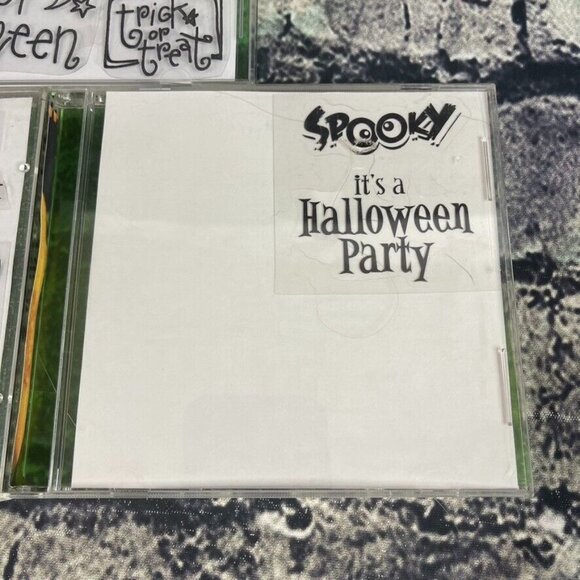 een
trick
or
treat
SPOOKY
it's a
Halloween
Party